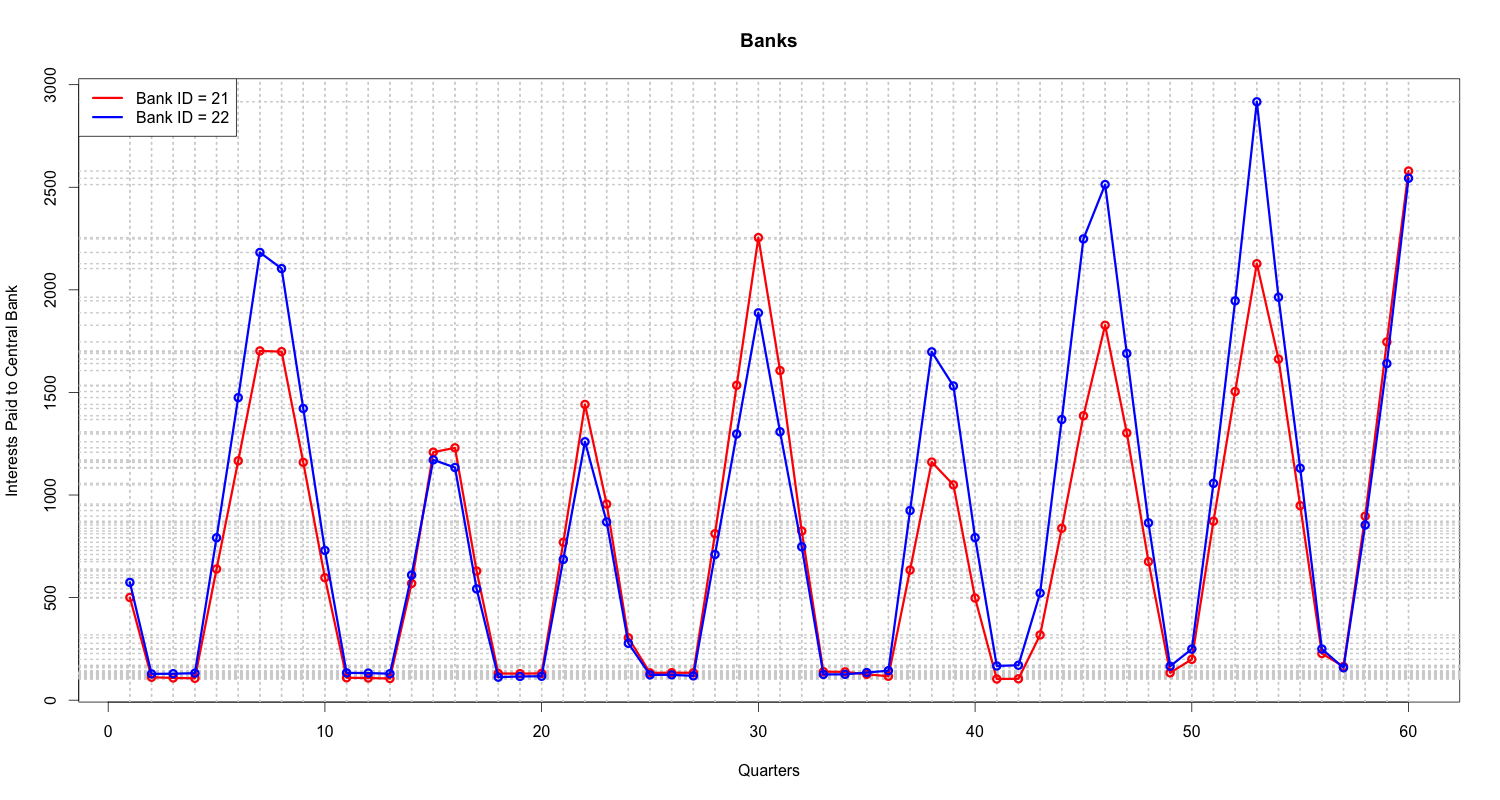 Banks
Bank ID = 21
Bank ID = 22
Interests Paid to Central Bank
3000
2500
2000
1500
1000
500
0
0 10 20 30 40 50 60
Quarters